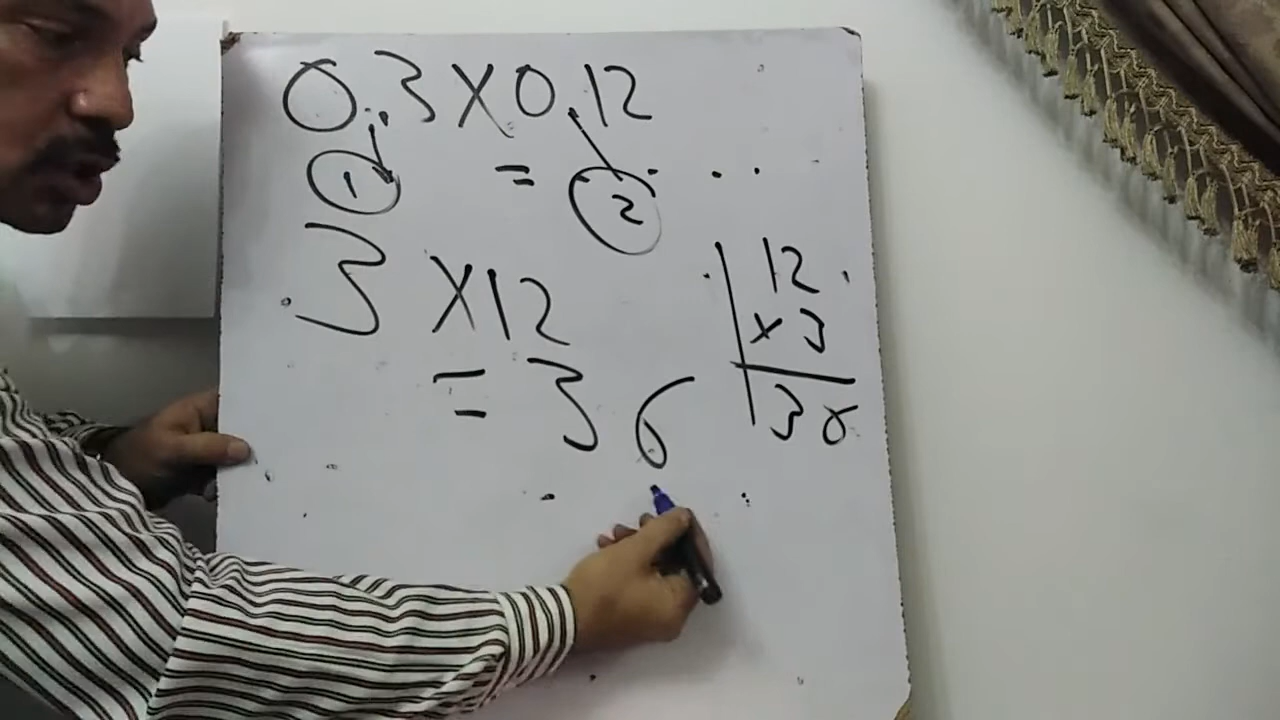 0.3 X 0.12
1
= 2
3 X 12
= 36
12
x 3
36